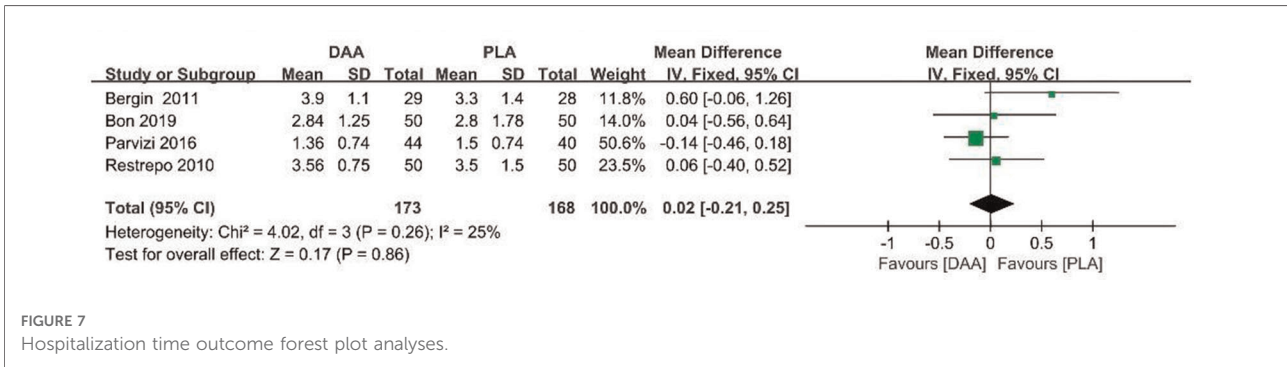 DAA PLA Mean Difference Mean Difference
Study or Subgroup Mean SD Total Mean SD Total Weight IV, Fixed, 95% CI IV, Fixed, 95% CI
Bergin 2011 3.9 1.1 29 3.3 1.4 28 11.8% 0.60 [-0.06, 1.26]
Bon 2019 2.84 1.25 50 2.8 1.78 50 14.0% 0.04 [-0.56, 0.64]
Parvizi 2016 1.36 0.74 44 1.5 0.74 40 50.6% -0.14 [-0.46, 0.18]
Restrepo 2010 3.56 0.75 50 3.5 1.5 50 23.5% 0.06 [-0.40, 0.52]
Total (95% CI) 173 168 100.0% 0.02 [-0.21, 0.25]
Heterogeneity: Chi² = 4.02, df = 3 (P = 0.26); I² = 25%
Test for overall effect: Z = 0.17 (P = 0.86)
-1 -0.5 0 0.5 1
Favours [DAA] Favours [PLA]
FIGURE 7
Hospitalization time outcome forest plot analyses.